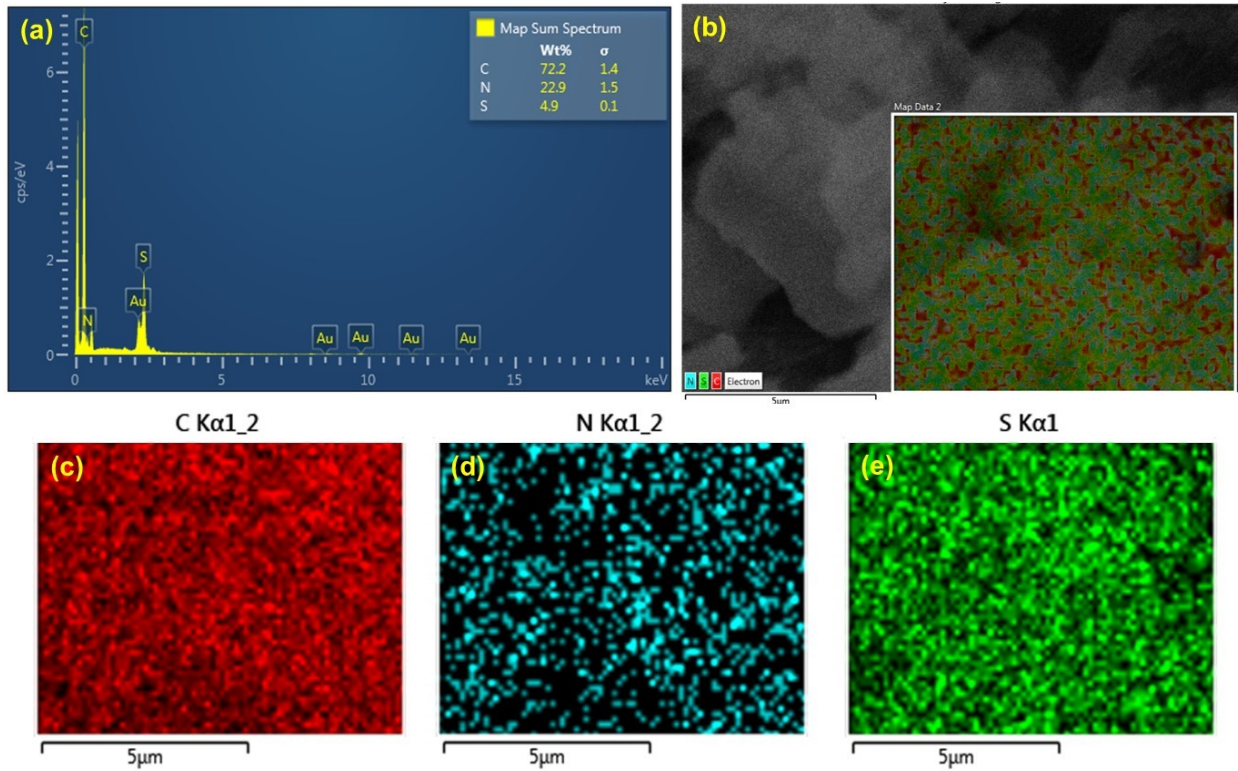 (a)
C
Map Sum Spectrum
Wt% σ
C 72.2 1.4
N 22.9 1.5
S 4.9 0.1
6
4
2
0
cps/eV
S
Au
N
Au Au Au Au
0 5 10 15 keV
(b)
Map Data 2
N S C Electron
5µm
C Kα1_2
(c)
5µm
N Kα1_2
(d)
5µm
S Kα1
(e)
5µm